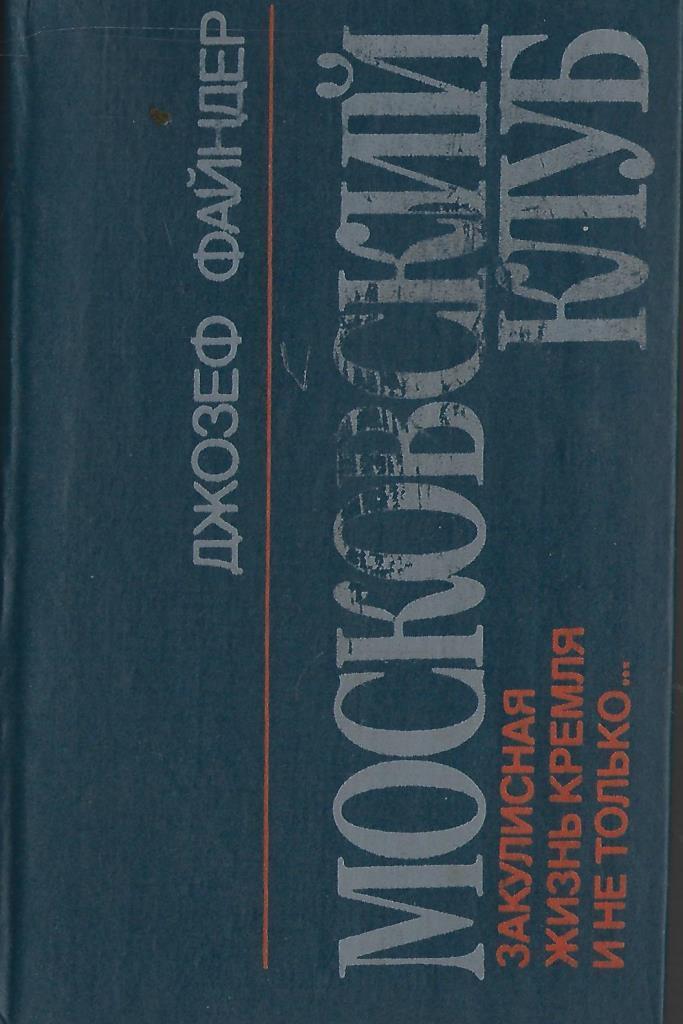 ДЖОЗЕФ ФАЙНДЕР
МОСКОВСКИЙ
КЛУБ
ЗАКУЛИСНАЯ
ЖИЗНЬ КРЕМЛЯ
И НЕ ТОЛЬКО...